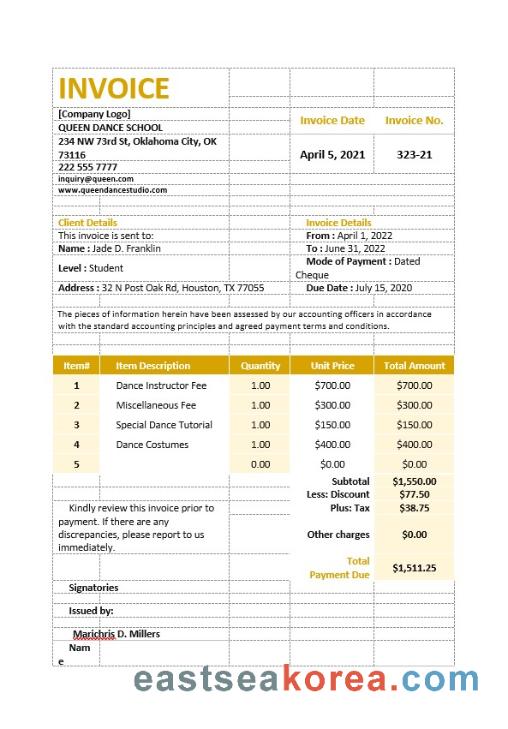 INVOICE
[Company Logo]
QUEEN DANCE SCHOOL
Invoice Date Invoice No.
234 NW 73rd St, Oklahoma City, OK
73116
April 5, 2021 323-21
222 555 7777
inquiry@queen.com
www.queendancestudio.com
Client Details Invoice Details
This invoice is sent to: From : April 1, 2022
Name : Jade D. Franklin To : June 31, 2022
Level : Student Mode of Payment : Dated
Cheque
Address : 32 N Post Oak Rd, Houston, TX 77055 Due Date : July 15, 2020
The pieces of information herein have been assessed by our accounting officers in accordance
with the standard accounting principles and agreed payment terms and conditions.
Item# Item Description Quantity Unit Price Total Amount
1 Dance Instructor Fee 1.00 $700.00 $700.00
2 Miscellaneous Fee 1.00 $300.00 $300.00
3 Special Dance Tutorial 1.00 $150.00 $150.00
4 Dance Costumes 1.00 $400.00 $400.00
5 0.00 $0.00 $0.00
Subtotal $1,550.00
Less: Discount $77.50
Plus: Tax $38.75
Kindly review this invoice prior to
payment. If there are any
discrepancies, please report to us
immediately.
Other charges $0.00
Total
Payment Due $1,511.25
Signatories
Issued by:
Marichris D. Millers
Nam
e
eastseakorea.com